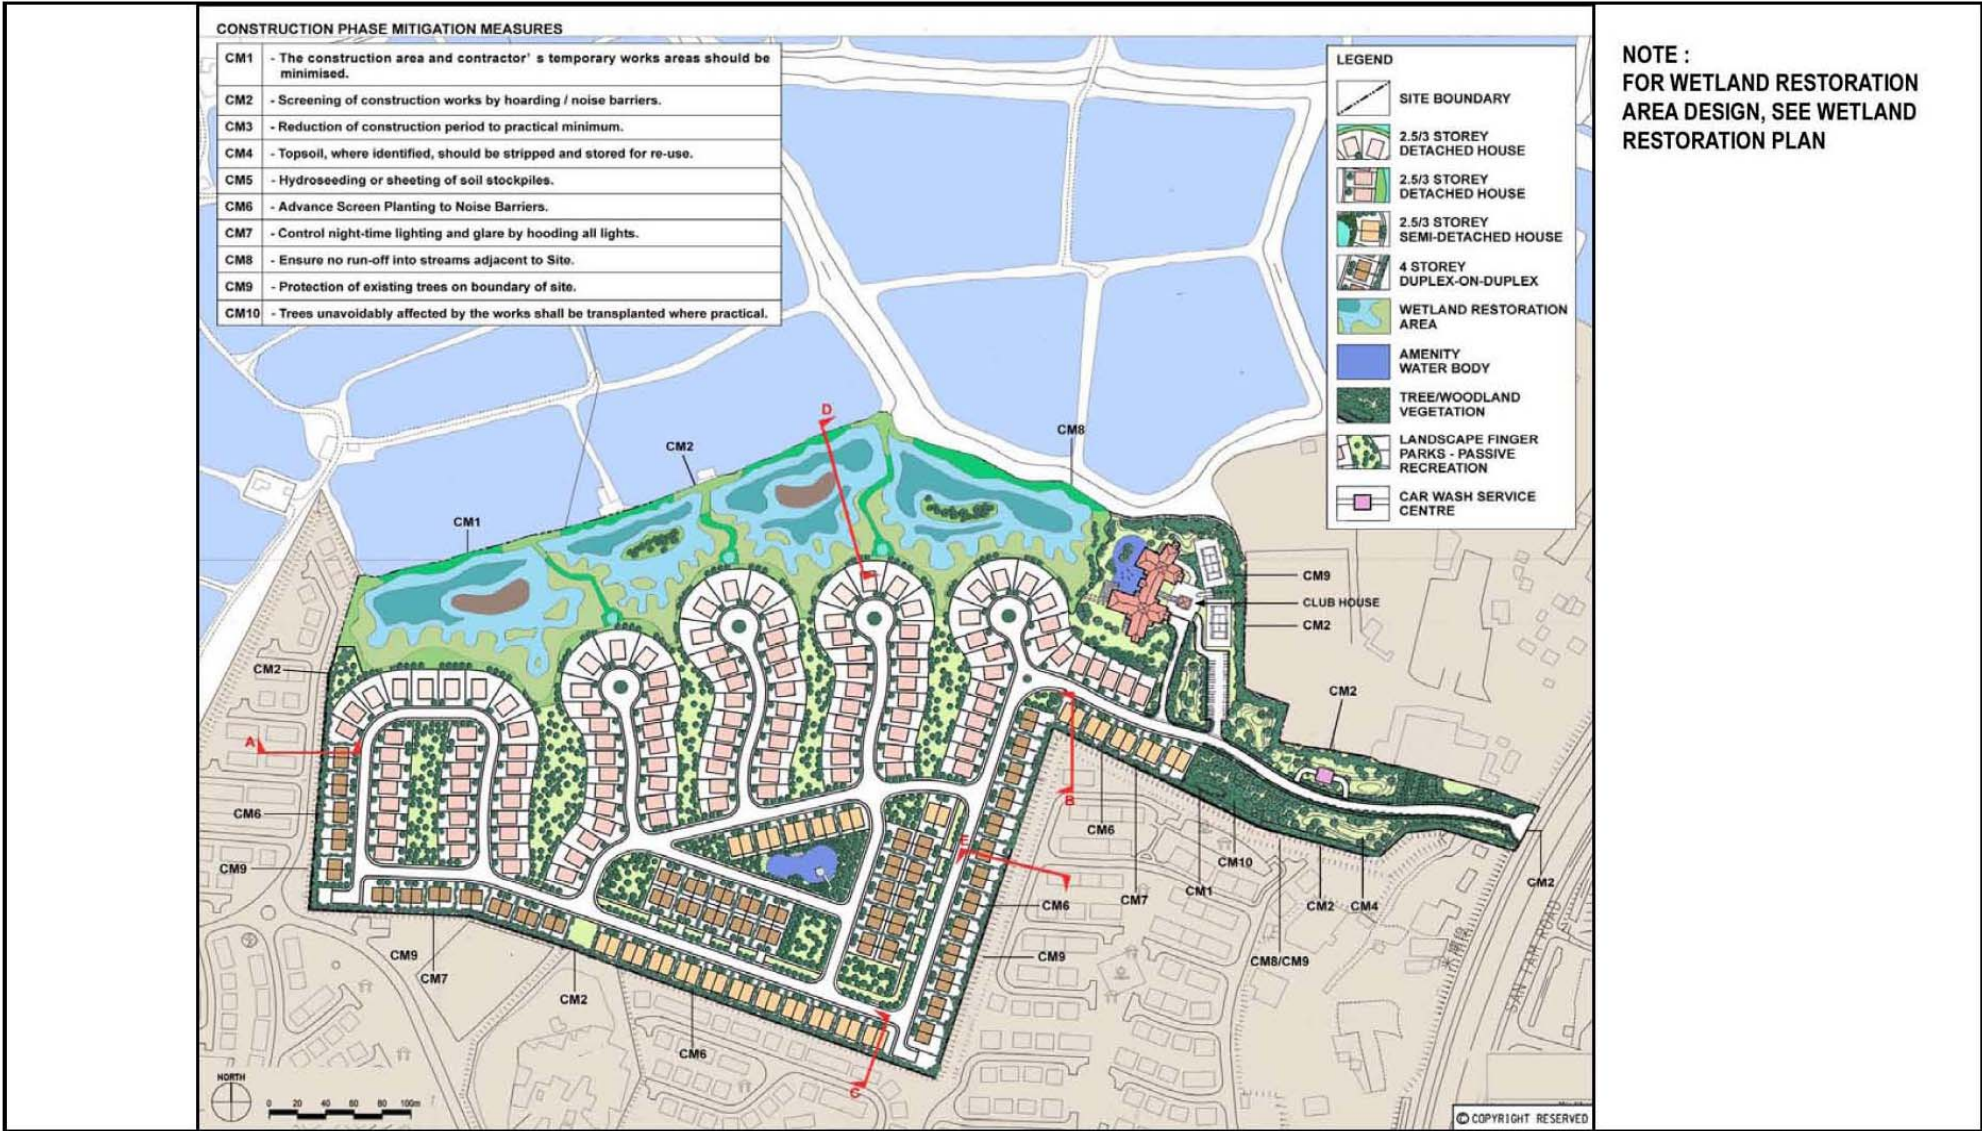 CONSTRUCTION PHASE MITIGATION MEASURES
CM1 - The construction area and contractor' s temporary works areas should be
minimised.
CM2 - Screening of construction works by hoarding / noise barriers.
CM3 - Reduction of construction period to practical minimum.
CM4 - Topsoil, where identified, should be stripped and stored for re-use.
CM5 - Hydroseeding or sheeting of soil stockpiles.
CM6 - Advance Screen Planting to Noise Barriers.
CM7 - Control night-time lighting and glare by hooding all lights.
CM8 - Ensure no run-off into streams adjacent to Site.
CM9 - Protection of existing trees on boundary of site.
CM10 - Trees unavoidably affected by the works shall be transplanted where practical.
LEGEND
SITE BOUNDARY
2.5/3 STOREY
DETACHED HOUSE
2.5/3 STOREY
DETACHED HOUSE
2.5/3 STOREY
SEMI-DETACHED HOUSE
4 STOREY
DUPLEX-ON-DUPLEX
WETLAND RESTORATION
AREA
AMENITY
WATER BODY
TREE/WOODLAND
VEGETATION
LANDSCAPE FINGER
PARKS - PASSIVE
RECREATION
CAR WASH SERVICE
CENTRE
NOTE :
FOR WETLAND RESTORATION
AREA DESIGN, SEE WETLAND
RESTORATION PLAN
D
CM8
CM2
CM1
CM9
CLUB HOUSE
CM2
CM2
CM2
A
B
CM6
CM6
E
CM10
CM9
CM2
CM1
CM7
CM6
CM2
CM4
CM9
CM9
CM8/CM9
CM7
CM2
CM6
C
SAN TAM ROAD
NORTH
0 20 40 60 80 100m
© COPYRIGHT RESERVED